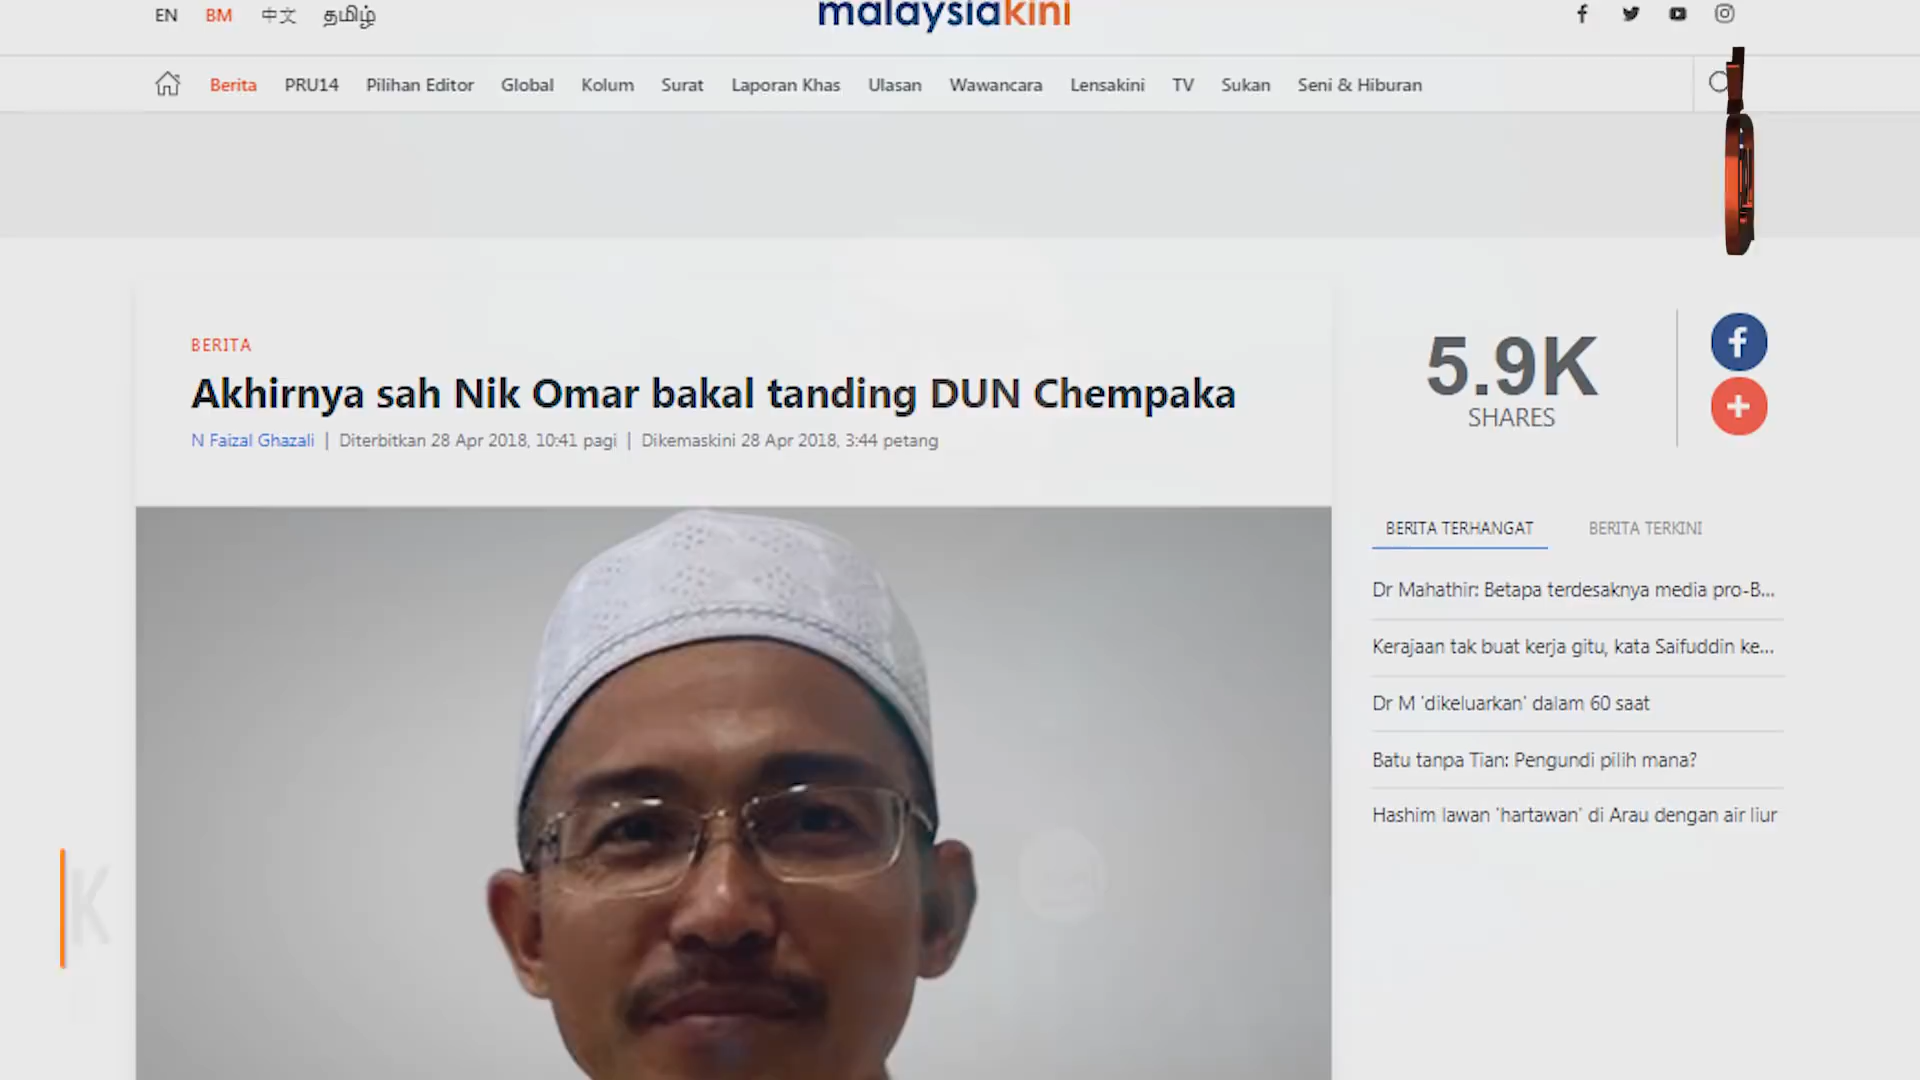 EN BM 中文 தமிழ்
malaysiakini
Berita PRU14 Pilihan Editor Global Kolum Surat Laporan Khas Ulasan Wawancara Lensakini TV Sukan Seni & Hiburan
BERITA
Akhirnya sah Nik Omar bakal tanding DUN Chempaka
N Faizal Ghazali | Diterbitkan 28 Apr 2018, 10:41 pagi | Dikemaskini 28 Apr 2018, 3:44 petang
5.9K
SHARES
BERITA TERHANGAT BERITA TERKINI
Dr Mahathir: Betapa terdesaknya media pro-B...
Kerajaan tak buat kerja gitu, kata Saifuddin ke...
Dr M 'dikeluarkan' dalam 60 saat
Batu tanpa Tian: Pengundi pilih mana?
Hashim lawan 'hartawan' di Arau dengan air liur
K